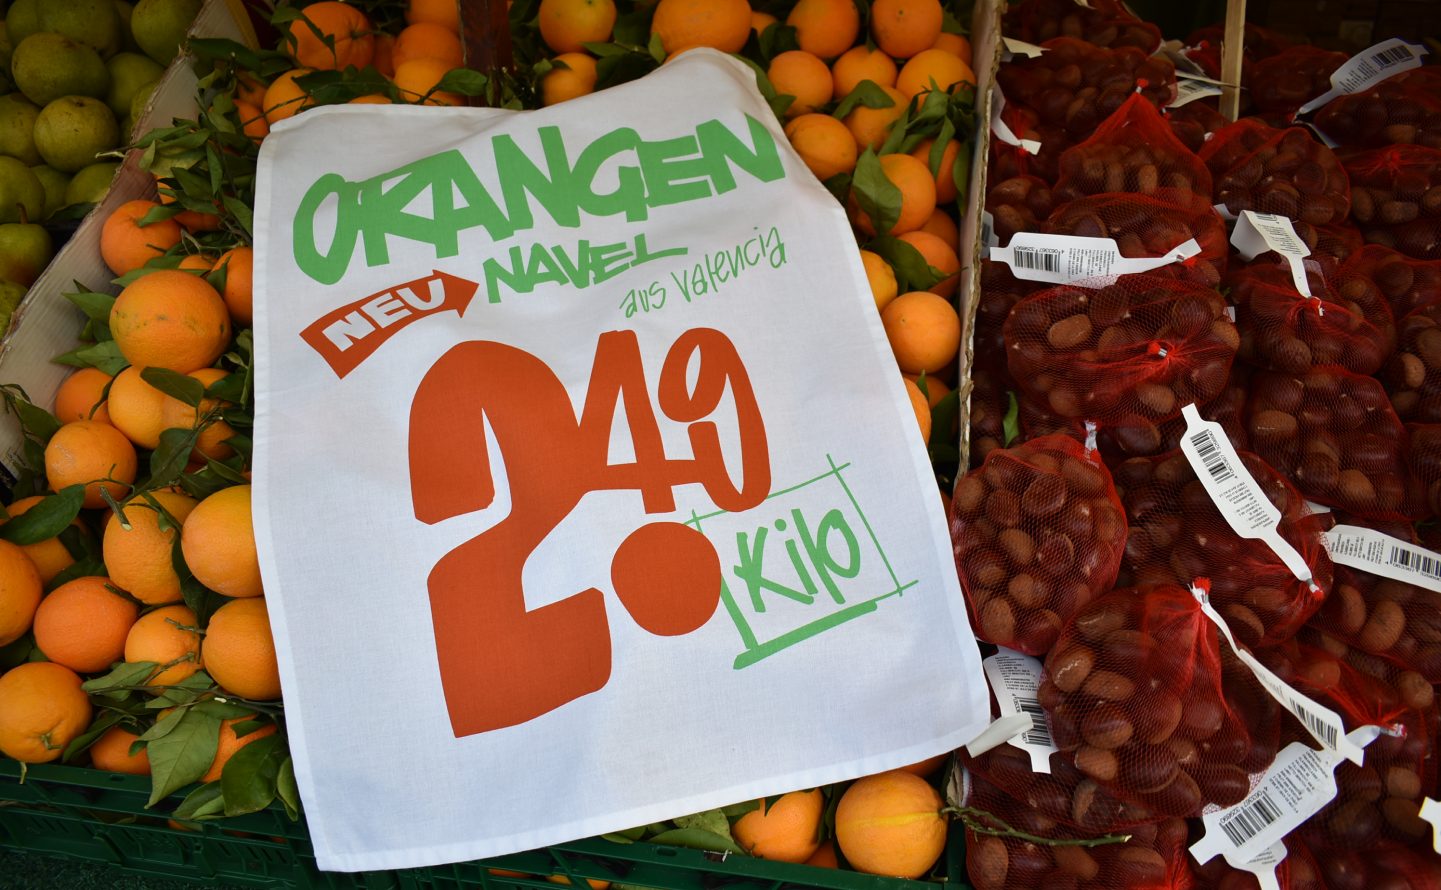 ORANGEN
NEU NAVEL
aus Valencia
2.49
Kilo